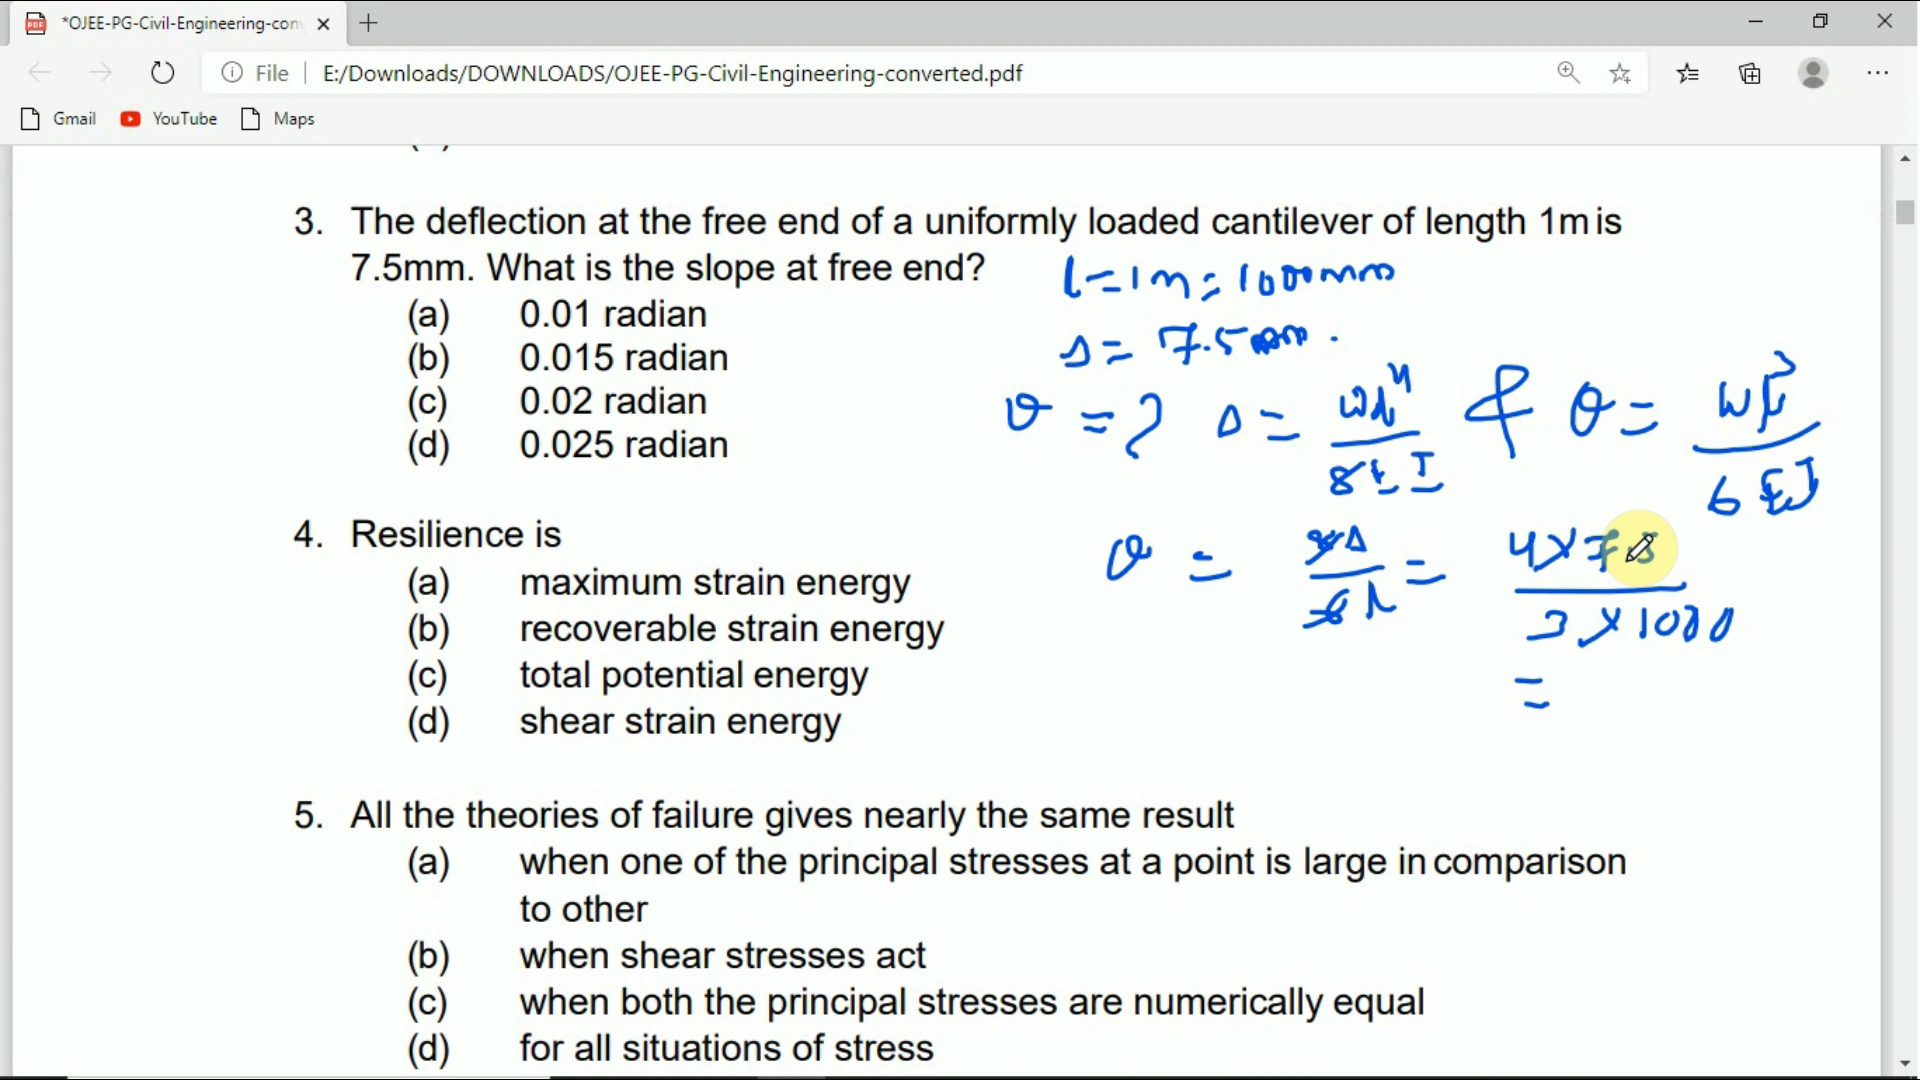 *OJEE-PG-Civil-Engineering-con
File
E:/Downloads/DOWNLOADS/OJEE-PG-Civil-Engineering-converted.pdf
Gmail
YouTube
Maps
3. The deflection at the free end of a uniformly loaded cantilever of length 1m is
7.5mm. What is the slope at free end?
l = 1m = 1000mm
(a) 0.01 radian
Δ = 7.5mm.
(b) 0.015 radian
(c) 0.02 radian
θ = ? Δ = wl⁴/8EI & θ = wl³/6EI
(d) 0.025 radian
4. Resilience is
θ = 8Δ/6l = 4×7.5/3×1000
(a) maximum strain energy
(b) recoverable strain energy
(c) total potential energy
=
(d) shear strain energy
5. All the theories of failure gives nearly the same result
(a) when one of the principal stresses at a point is large in comparison
to other
(b) when shear stresses act
(c) when both the principal stresses are numerically equal
(d) for all situations of stress